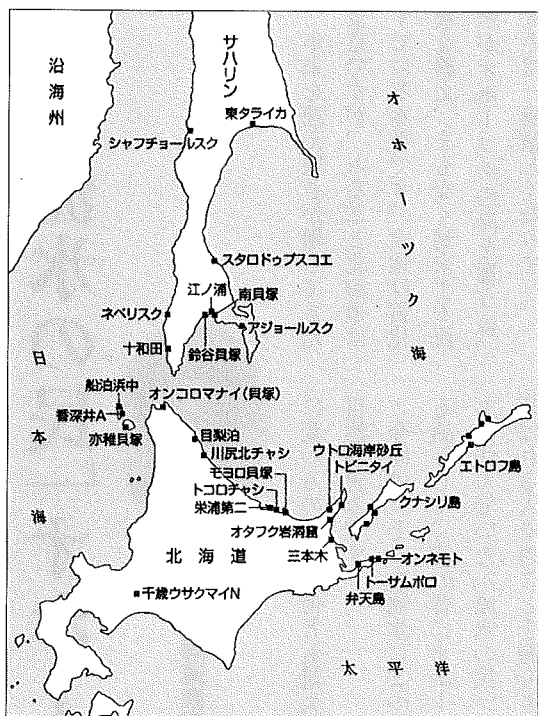 沿海州
サハリン
オホーツク海
東タライカ
シャフチョールスク
スタロドゥプスコエ
江ノ浦
南貝塚
ネベリスク
アジョールスク
十和田
鈴谷貝塚
日本海
船泊浜中
オンコロマナイ(貝塚)
香深井A
亦稚貝塚
目梨泊
川尻北チャシ
ウトロ海岸砂丘
モヨロ貝塚
トビニタイ
エトロフ島
トコロチャシ
栄浦第二
クナシリ島
オタフク岩洞窟
北海道
三本木
オンネモト
トーサムポロ
千歳ウサクマイN
弁天島
太平洋